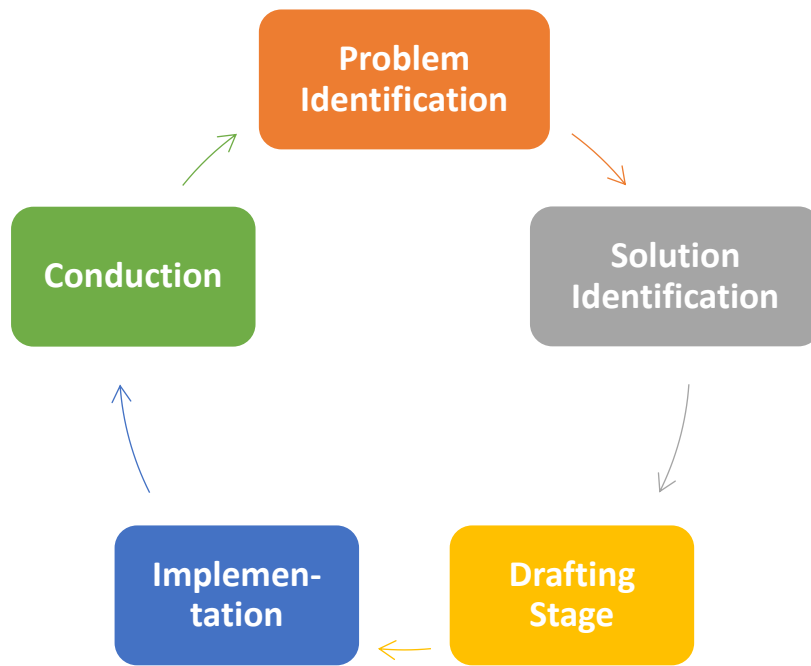 Problem
Identification
Solution
Identification
Drafting
Stage
Implemen-
tation
Conduction